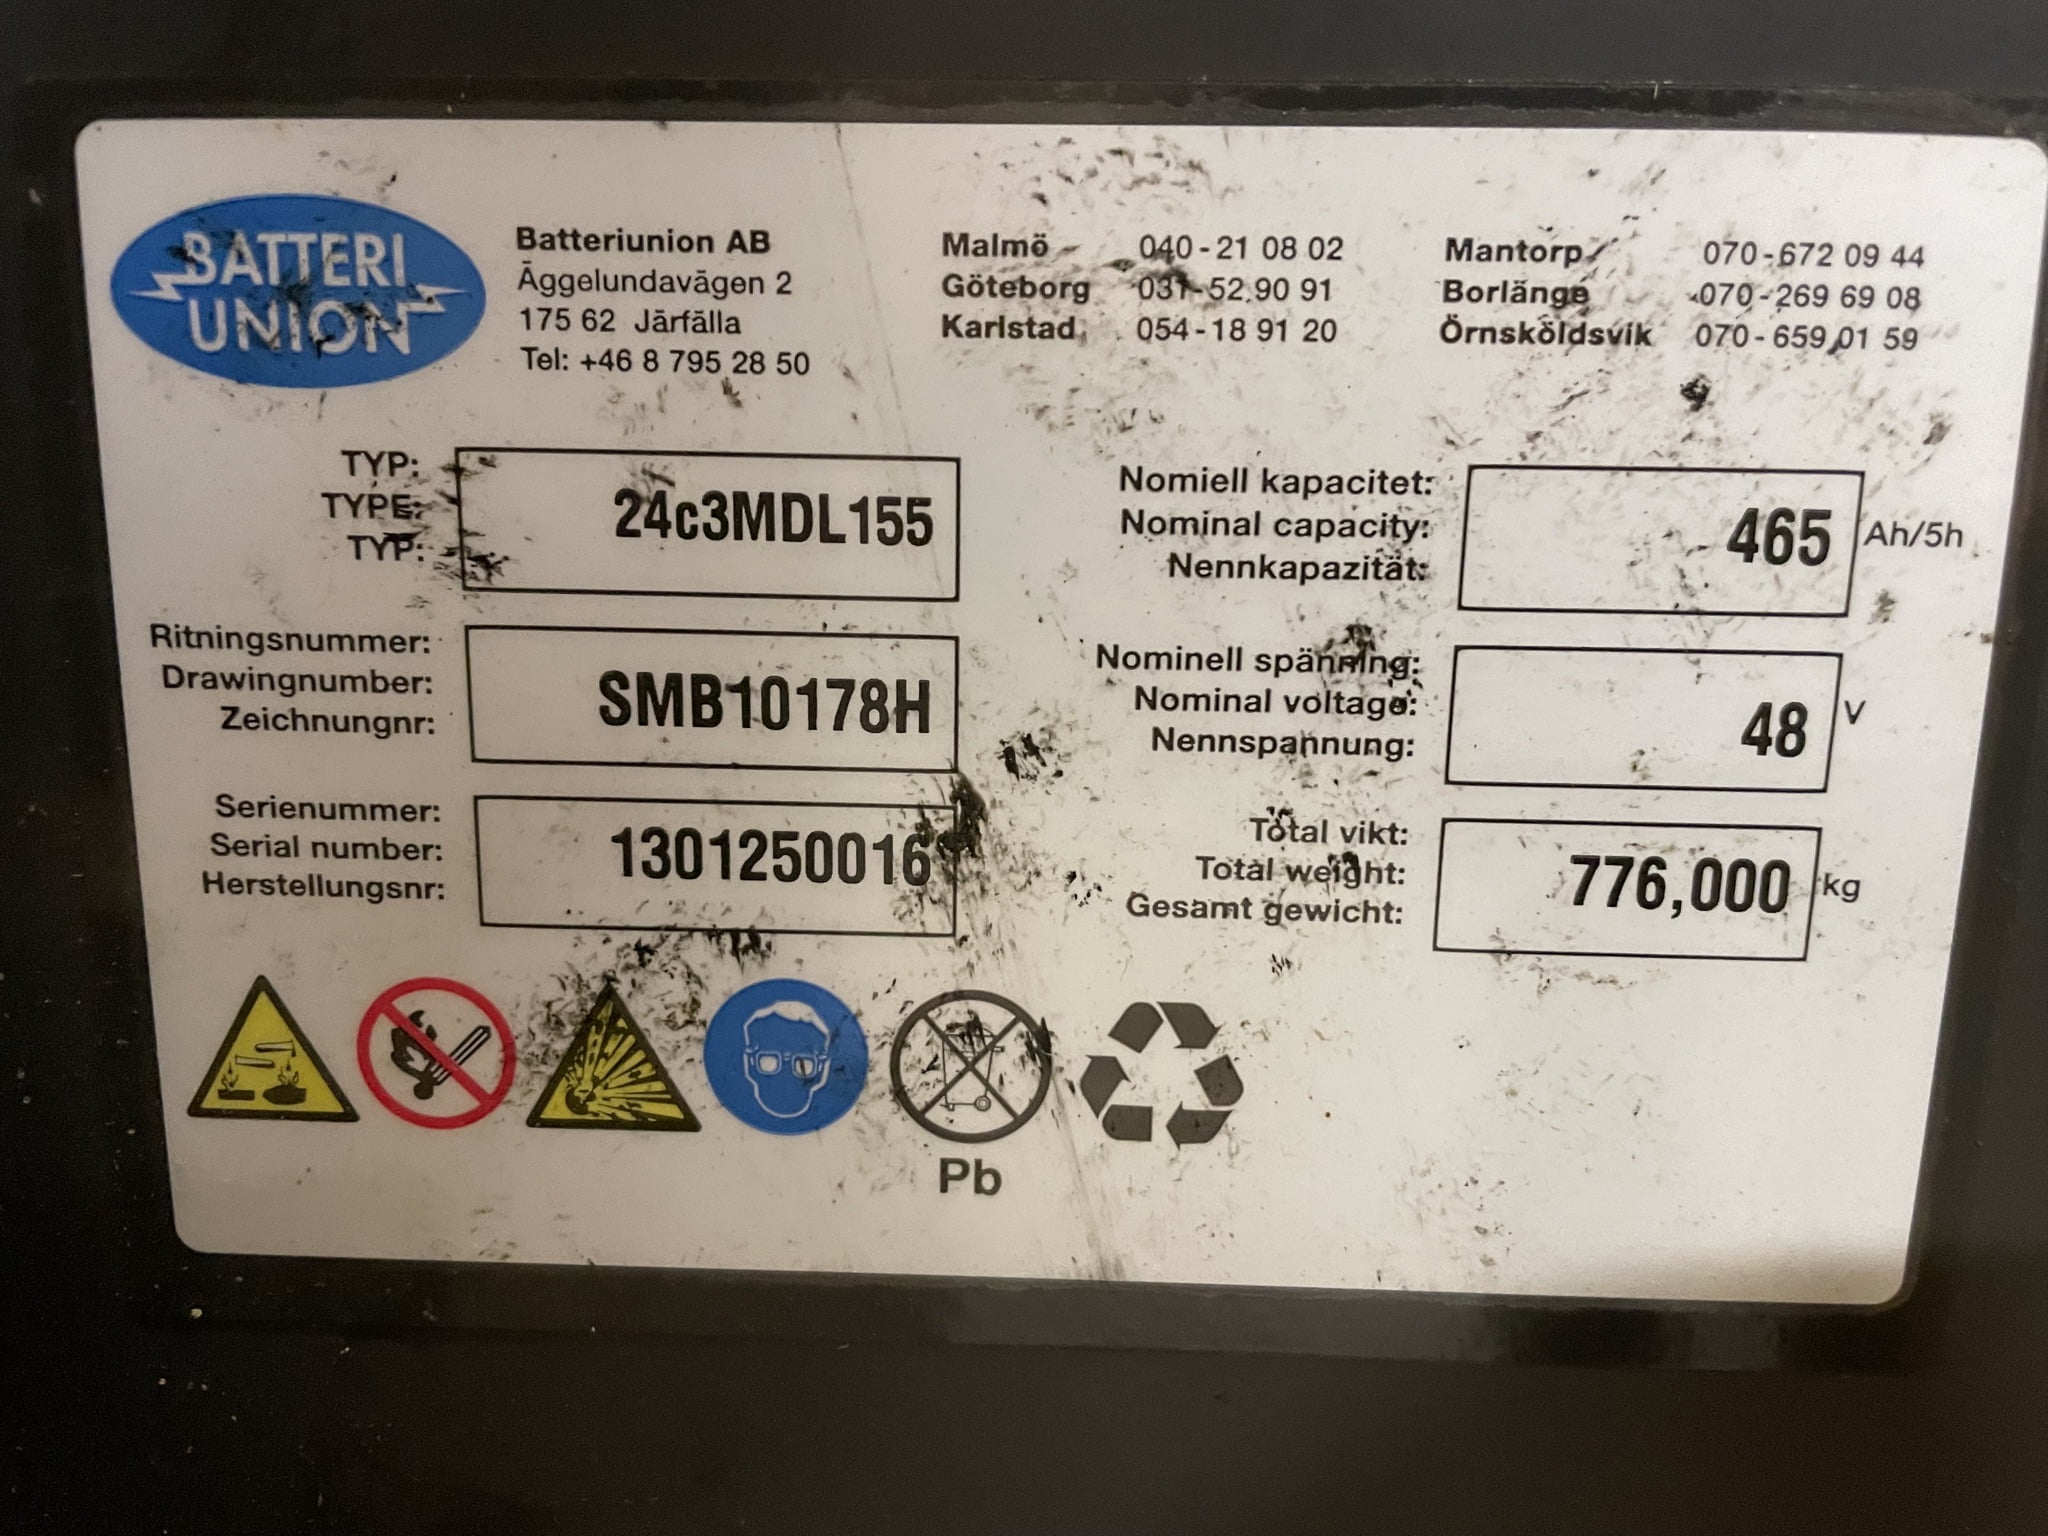 BATTERI
UNION
Batteriunion AB
Äggelundavägen 2
175 62 Järfälla
Tel: +46 8 795 28 50
Malmö 040-21 08 02
Göteborg 031-52 90 91
Karlstad 054-18 91 20
Mantorp 070-672 09 44
Borlänge 070-269 69 08
Örnsköldsvik 070-659 01 59
TYP:
TYPE:
TYP:
24c3MDL155
Ritningsnummer:
Drawingnumber:
Zeichnungnr:
SMB10178H
Serienummer:
Serial number:
Herstellungsnr:
1301250016
Nomiell kapacitet:
Nominal capacity:
Nennkapazität:
465 Ah/5h
Nominell spänning:
Nominal voltage:
Nennspannung:
48 V
Total vikt:
Total weight:
Gesamt gewicht:
776,000 kg
Pb